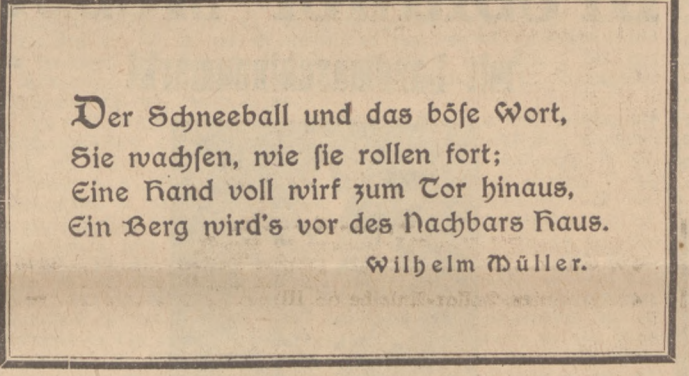 Der Schneeball und das böſe Wort,
Sie wachſen, wie ſie rollen fort;
Eine Hand voll wirf zum Tor hinaus,
Ein Berg wird's vor des Nachbars Haus.
Wilhelm Müller.